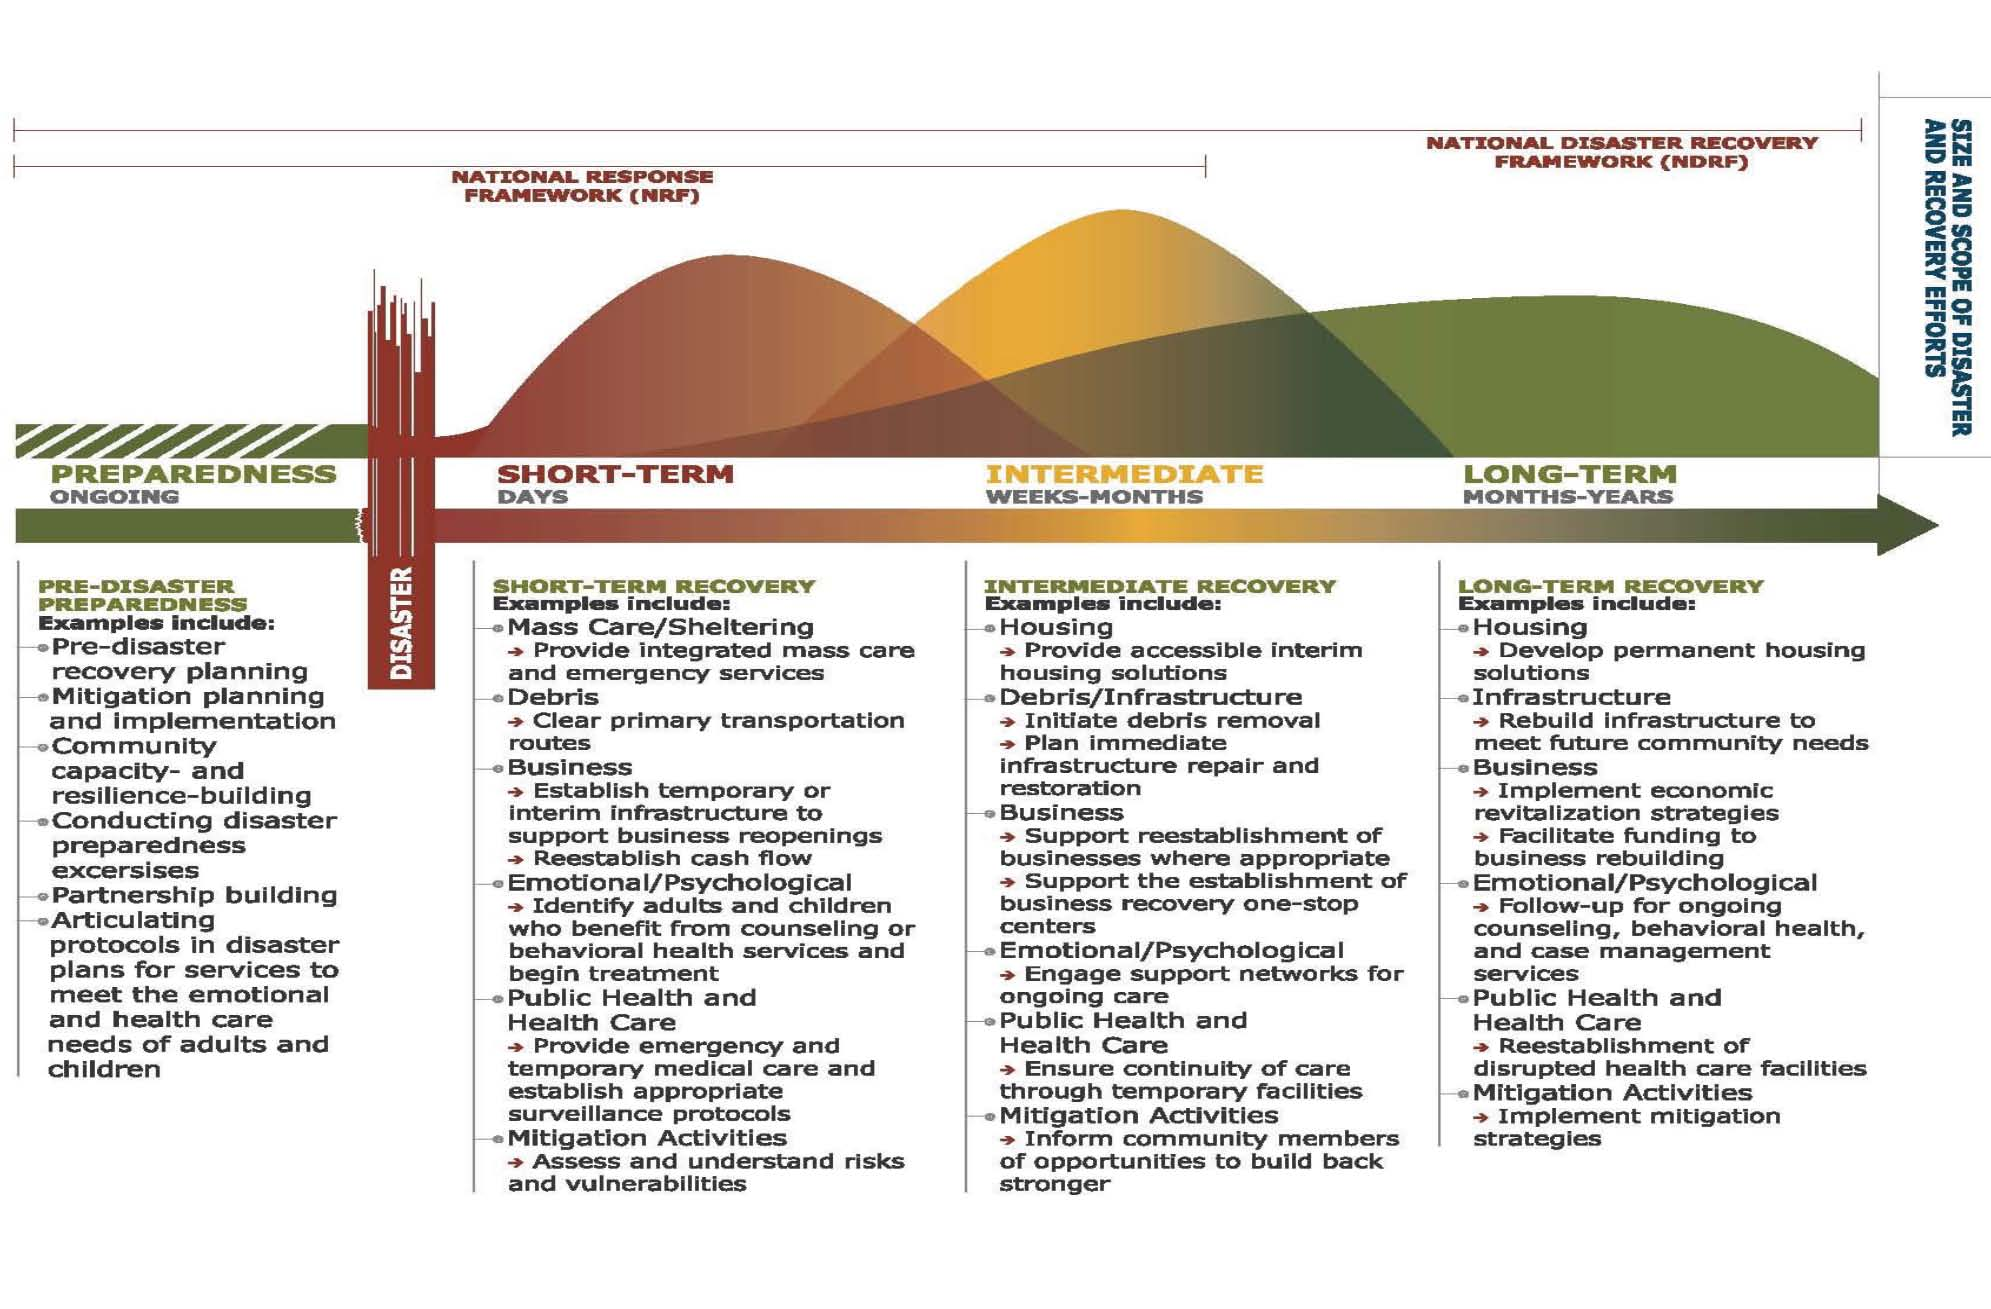 NATIONAL DISASTER RECOVERY
FRAMEWORK (NDRF)
NATIONAL RESPONSE
FRAMEWORK (NRF)
SIZE AND SCOPE OF DISASTER
AND RECOVERY EFFORTS
PREPAREDNESS
ONGOING
SHORT-TERM
DAYS
INTERMEDIATE
WEEKS-MONTHS
LONG-TERM
MONTHS-YEARS
DISASTER
PRE-DISASTER
PREPAREDNESS
Examples include:
Pre-disaster
recovery planning
Mitigation planning
and implementation
Community
capacity- and
resilience-building
Conducting disaster
preparedness
excersises
Partnership building
Articulating
protocols in disaster
plans for services to
meet the emotional
and health care
needs of adults and
children
SHORT-TERM RECOVERY
Examples include:
Mass Care/Sheltering
→ Provide integrated mass care
and emergency services
Debris
→ Clear primary transportation
routes
Business
→ Establish temporary or
interim infrastructure to
support business reopenings
→ Reestablish cash flow
Emotional/Psychological
→ Identify adults and children
who benefit from counseling or
behavioral health services and
begin treatment
Public Health and
Health Care
→ Provide emergency and
temporary medical care and
establish appropriate
surveillance protocols
Mitigation Activities
→ Assess and understand risks
and vulnerabilities
INTERMEDIATE RECOVERY
Examples include:
Housing
→ Provide accessible interim
housing solutions
Debris/Infrastructure
→ Initiate debris removal
→ Plan immediate
infrastructure repair and
restoration
Business
→ Support reestablishment of
businesses where appropriate
→ Support the establishment of
business recovery one-stop
centers
Emotional/Psychological
→ Engage support networks for
ongoing care
Public Health and
Health Care
→ Ensure continuity of care
through temporary facilities
Mitigation Activities
→ Inform community members
of opportunities to build back
stronger
LONG-TERM RECOVERY
Examples include:
Housing
→ Develop permanent housing
solutions
Infrastructure
→ Rebuild infrastructure to
meet future community needs
Business
→ Implement economic
revitalization strategies
→ Facilitate funding to
business rebuilding
Emotional/Psychological
→ Follow-up for ongoing
counseling, behavioral health,
and case management
services
Public Health and
Health Care
→ Reestablishment of
disrupted health care facilities
Mitigation Activities
→ Implement mitigation
strategies